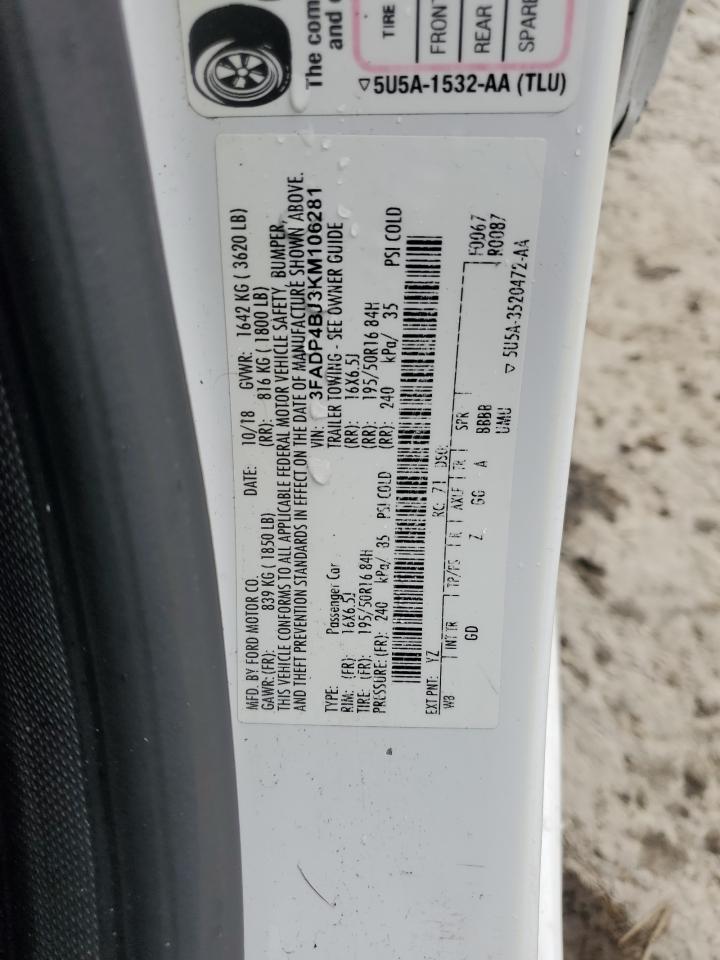 The com
and c
TIRE
FRONT
REAR
SPARE
▽5U5A-1532-AA (TLU)
MFD. BY FORD MOTOR CO. DATE: 10/18 GVWR: 1642 KG ( 3620 LB)
GAWR:(FR): 839 KG ( 1850 LB) (RR): 816 KG ( 1800 LB)
THIS VEHICLE CONFORMS TO ALL APPLICABLE FEDERAL MOTOR VEHICLE SAFETY, BUMPER,
AND THEFT PREVENTION STANDARDS IN EFFECT ON THE DATE OF MANUFACTURE SHOWN ABOVE.
VIN: 3FADP4BJ3KM106281
TYPE: Passenger Car TRAILER TOWING - SEE OWNER GUIDE
RIM: (FR): 16X6.5J (RR): 16X6.5J
TIRE: (FR): 195/50R16 84H (RR): 195/50R16 84H
PRESSURE:(FR): 240 kPa/ 35 PSI COLD (RR): 240 kPa/ 35 PSI COLD
F0067
R0087
EXT PNT: YZ RC: 71 DSO:
WB INT TR TP/PS R AXLE TR SPR
GD Z GG A BBBB
UMU
▽ 5U5A-3520472-AA